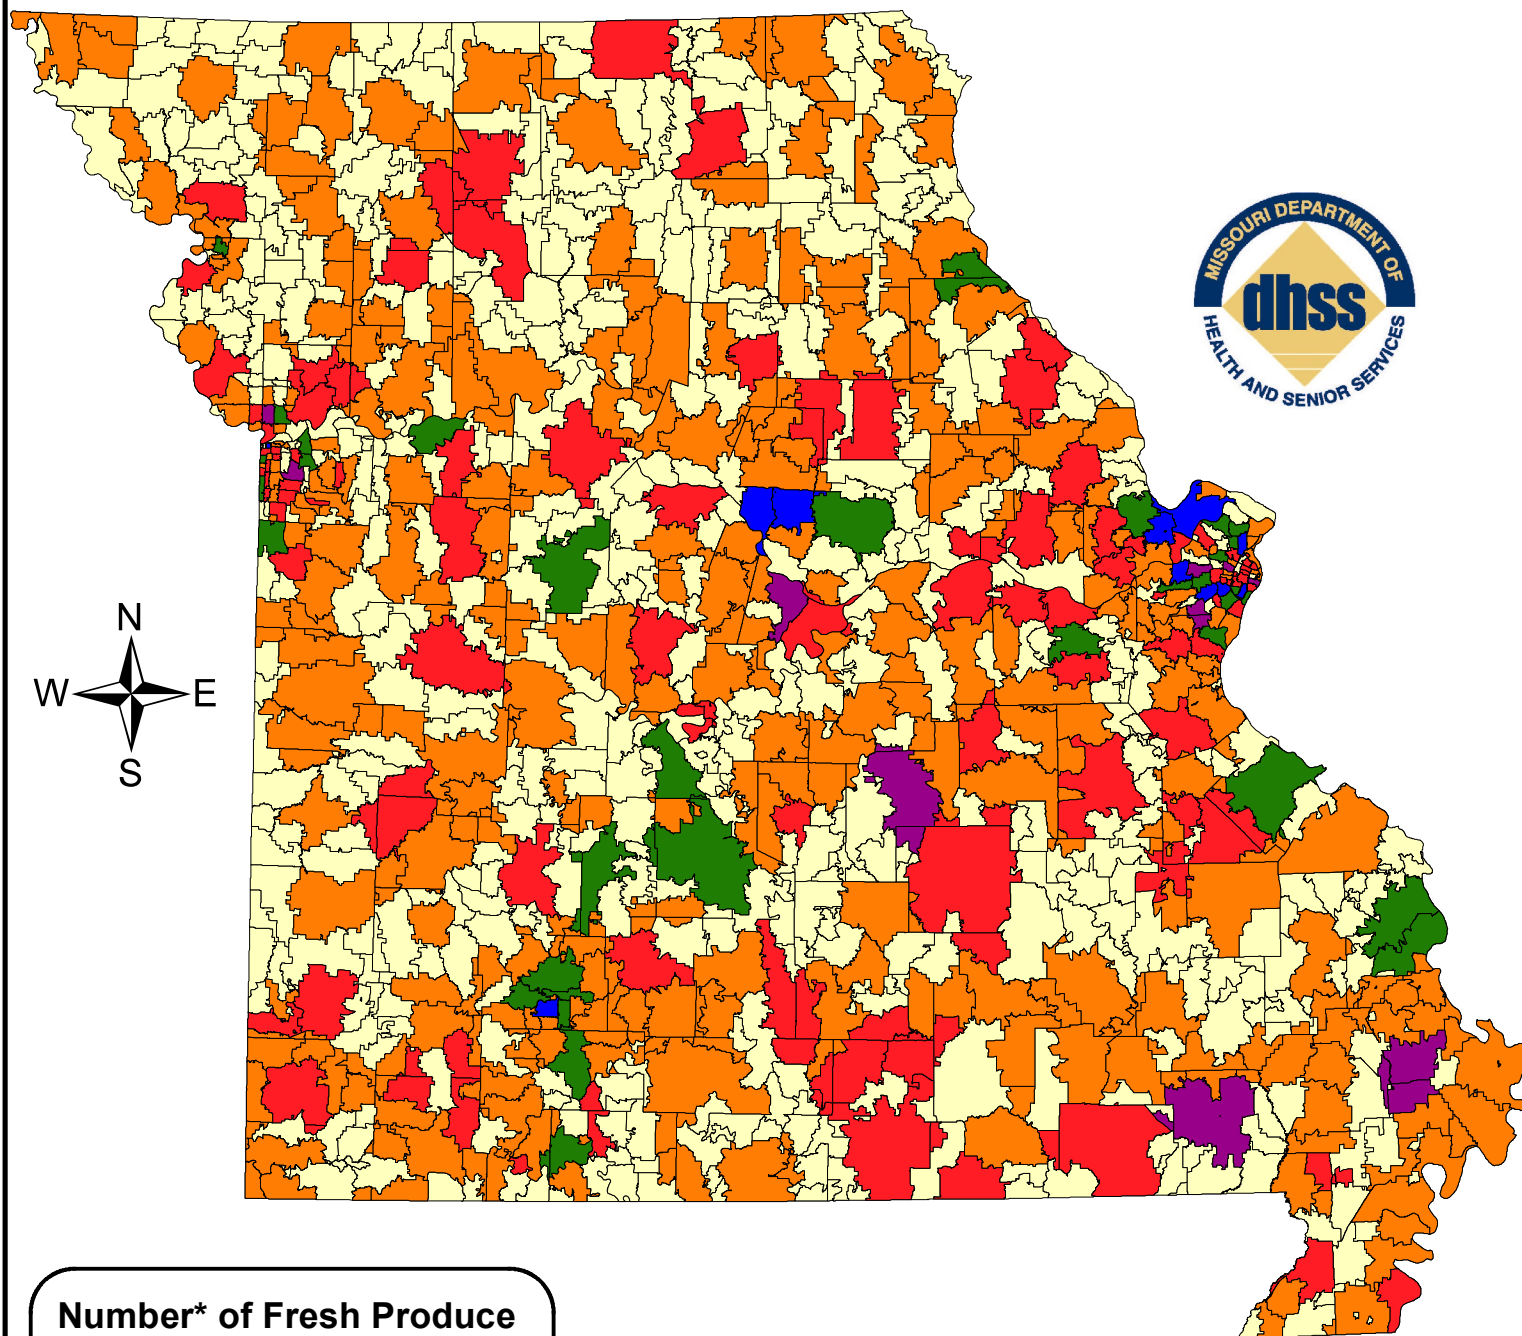 MISSOURI DEPARTMENT OF
dhss
HEALTH AND SENIOR SERVICES
N
W
E
S
Number* of Fresh Produce